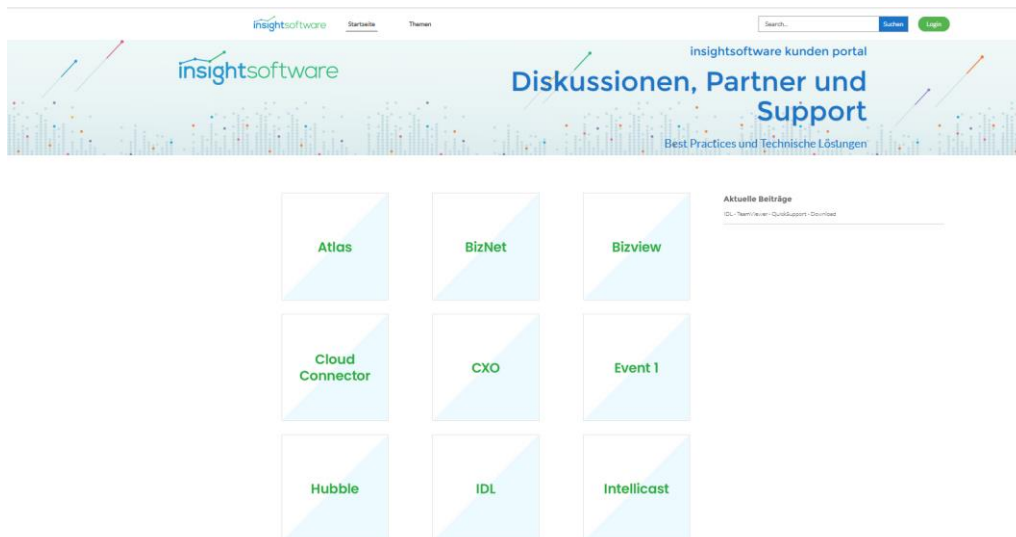 insightsoftware
Startseite
Themen
Search...
Suchen
Login
insightsoftware
insightsoftware kunden portal
Diskussionen, Partner und
Support
Best Practices und Technische Lösungen
Atlas
BizNet
Bizview
Aktuelle Beiträge
IDL - TeamViewer - QuickSupport - Download
Cloud
Connector
CXO
Event 1
Hubble
IDL
Intellicast